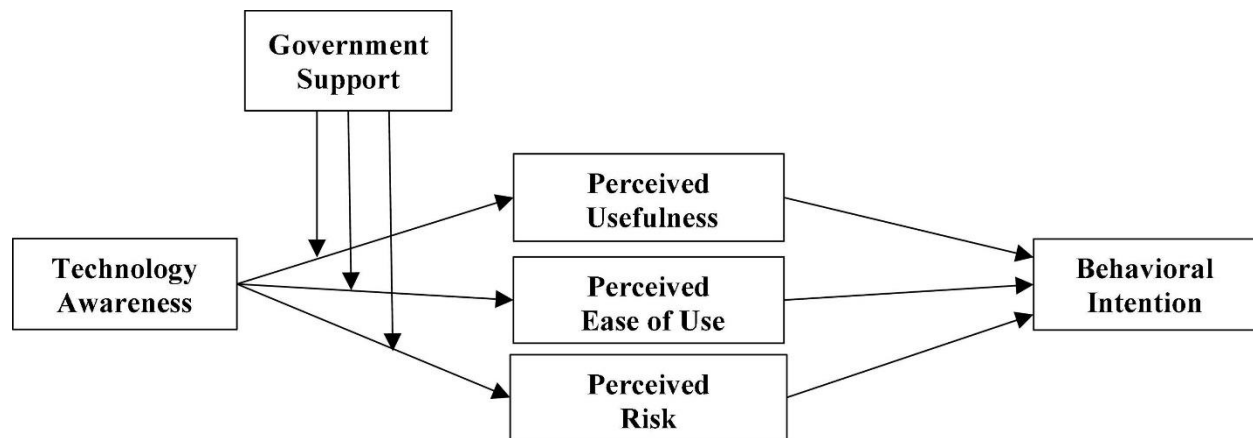 Government
Support
Perceived
Usefulness
Technology
Awareness
Perceived
Ease of Use
Behavioral
Intention
Perceived
Risk